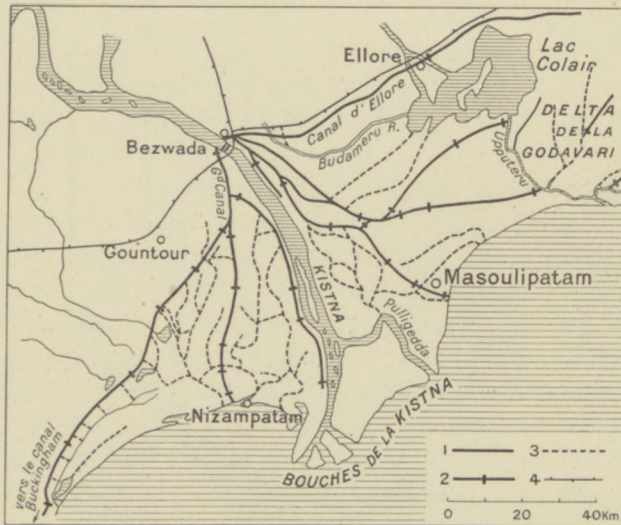 Ellore
Lac
Colair
Canal d'Ellore
Budameru R.
DELTA
DE LA
GODAVARI
Upputeru
Bezwada
Gd Canal
Gountour
KISTNA
Masoulipatam
Pulligedda
Nizampatam
BOUCHES DE LA KISTNA
vers le canal
Buckingham
1 3
2 4
0 20 40Km